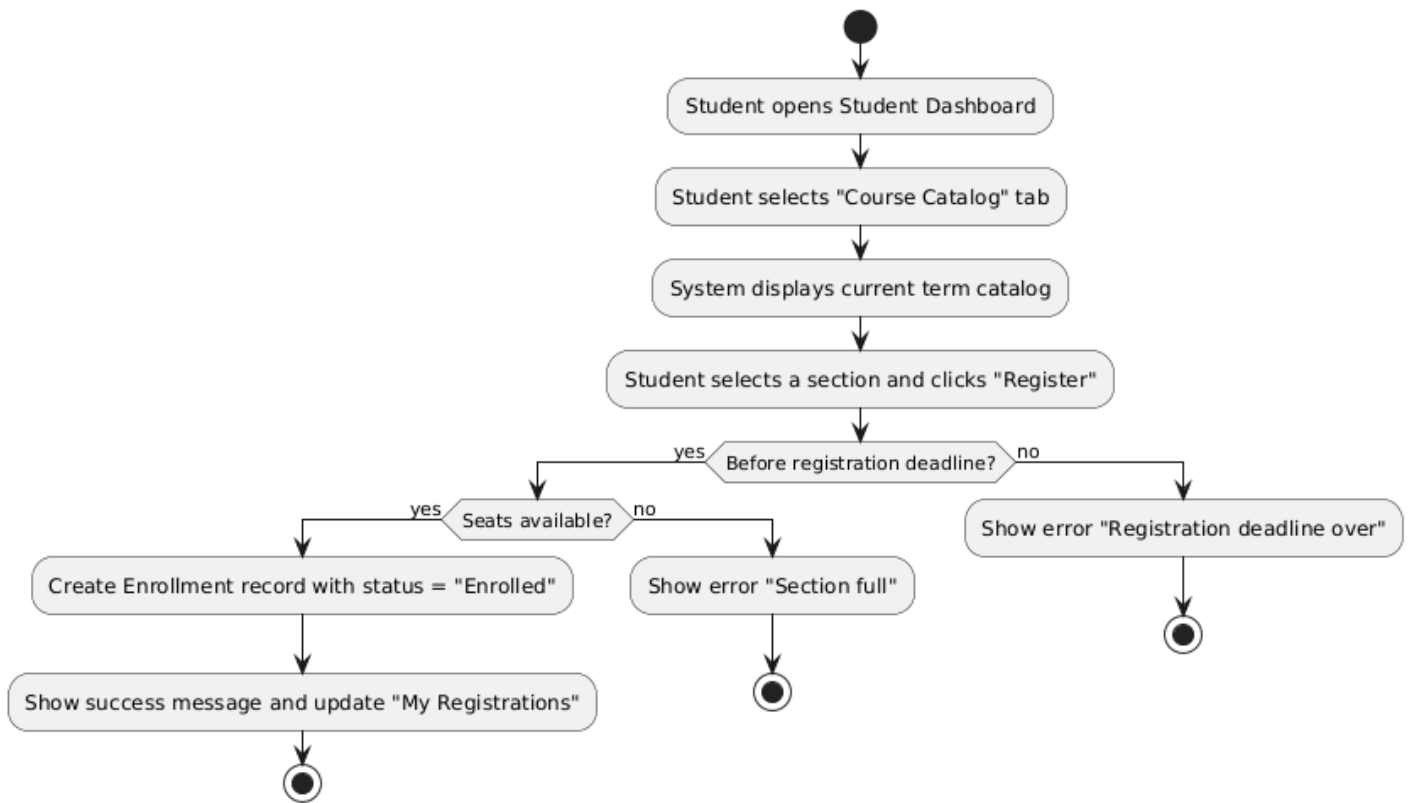 Student opens Student Dashboard
Student selects "Course Catalog" tab
System displays current term catalog
Student selects a section and clicks "Register"
yes
Before registration deadline?
no
yes
Seats available?
no
Show error "Registration deadline over"
Create Enrollment record with status = "Enrolled"
Show error "Section full"
Show success message and update "My Registrations"